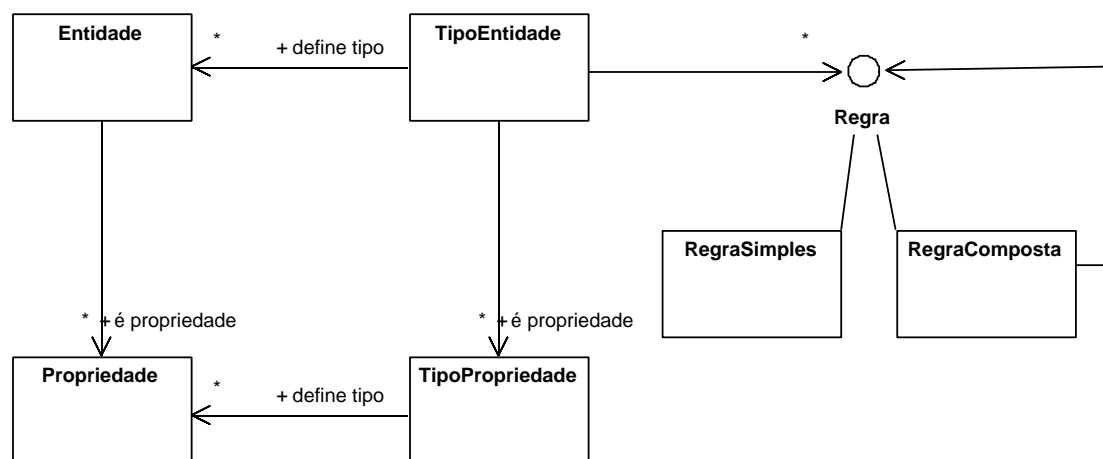 Entidade
*
+ define tipo
TipoEntidade
*
Regra
RegraSimples
RegraComposta
* + é propriedade
* + é propriedade
Propriedade
*
+ define tipo
TipoPropriedade